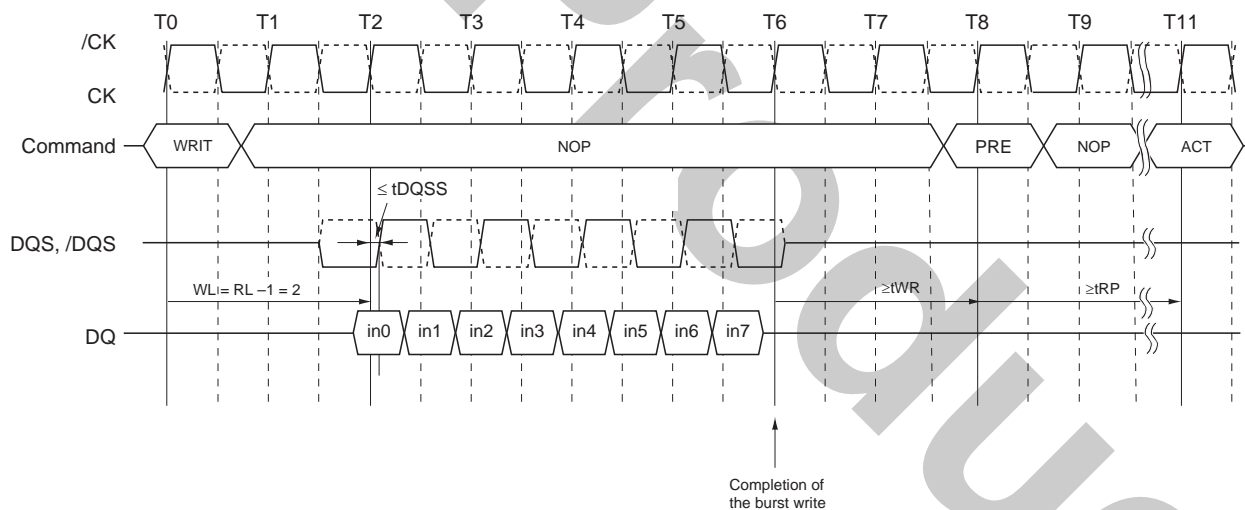 T0 T1 T2 T3 T4 T5 T6 T7 T8 T9 T11
/CK
CK
Command WRIT NOP PRE NOP ACT
≤ tDQSS
DQS, /DQS
WL = RL –1 = 2 ≥tWR ≥tRP
DQ in0 in1 in2 in3 in4 in5 in6 in7
Completion of
the burst write